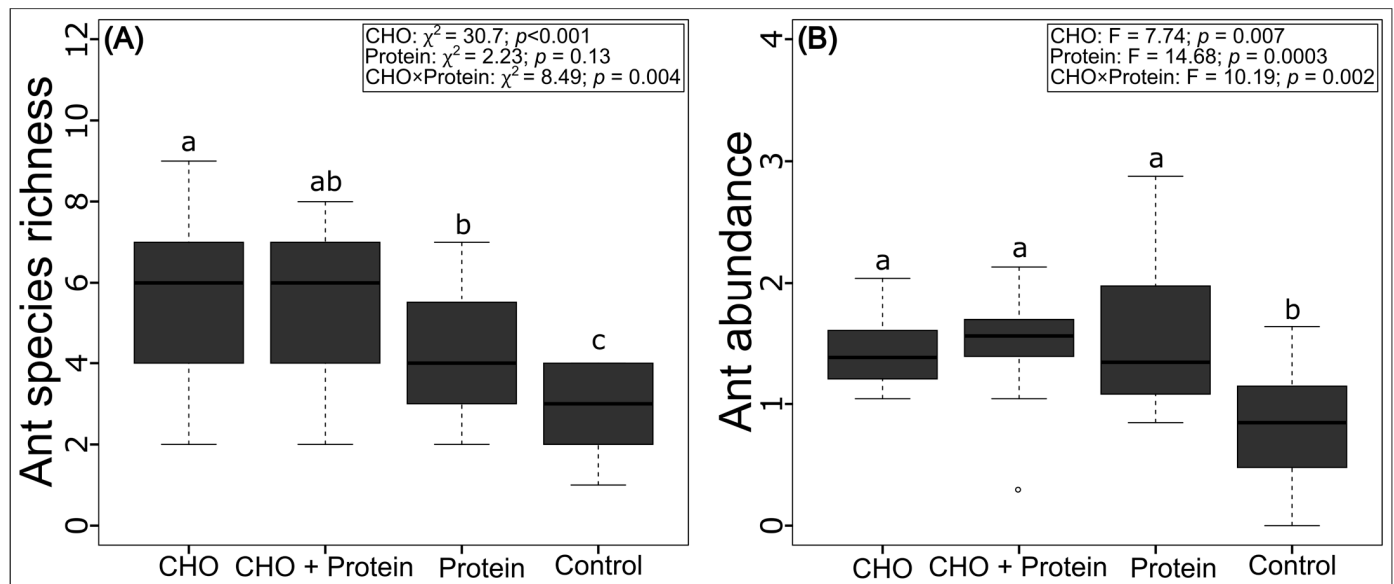 (A)
CHO: χ² = 30.7; p<0.001
Protein: χ² = 2.23; p = 0.13
CHO×Protein: χ² = 8.49; p = 0.004
Ant species richness
12
10
8
6
4
2
0
a
ab
b
c
CHO
CHO + Protein
Protein
Control
(B)
CHO: F = 7.74; p = 0.007
Protein: F = 14.68; p = 0.0003
CHO×Protein: F = 10.19; p = 0.002
Ant abundance
4
3
2
1
0
a
a
a
b
CHO
CHO + Protein
Protein
Control